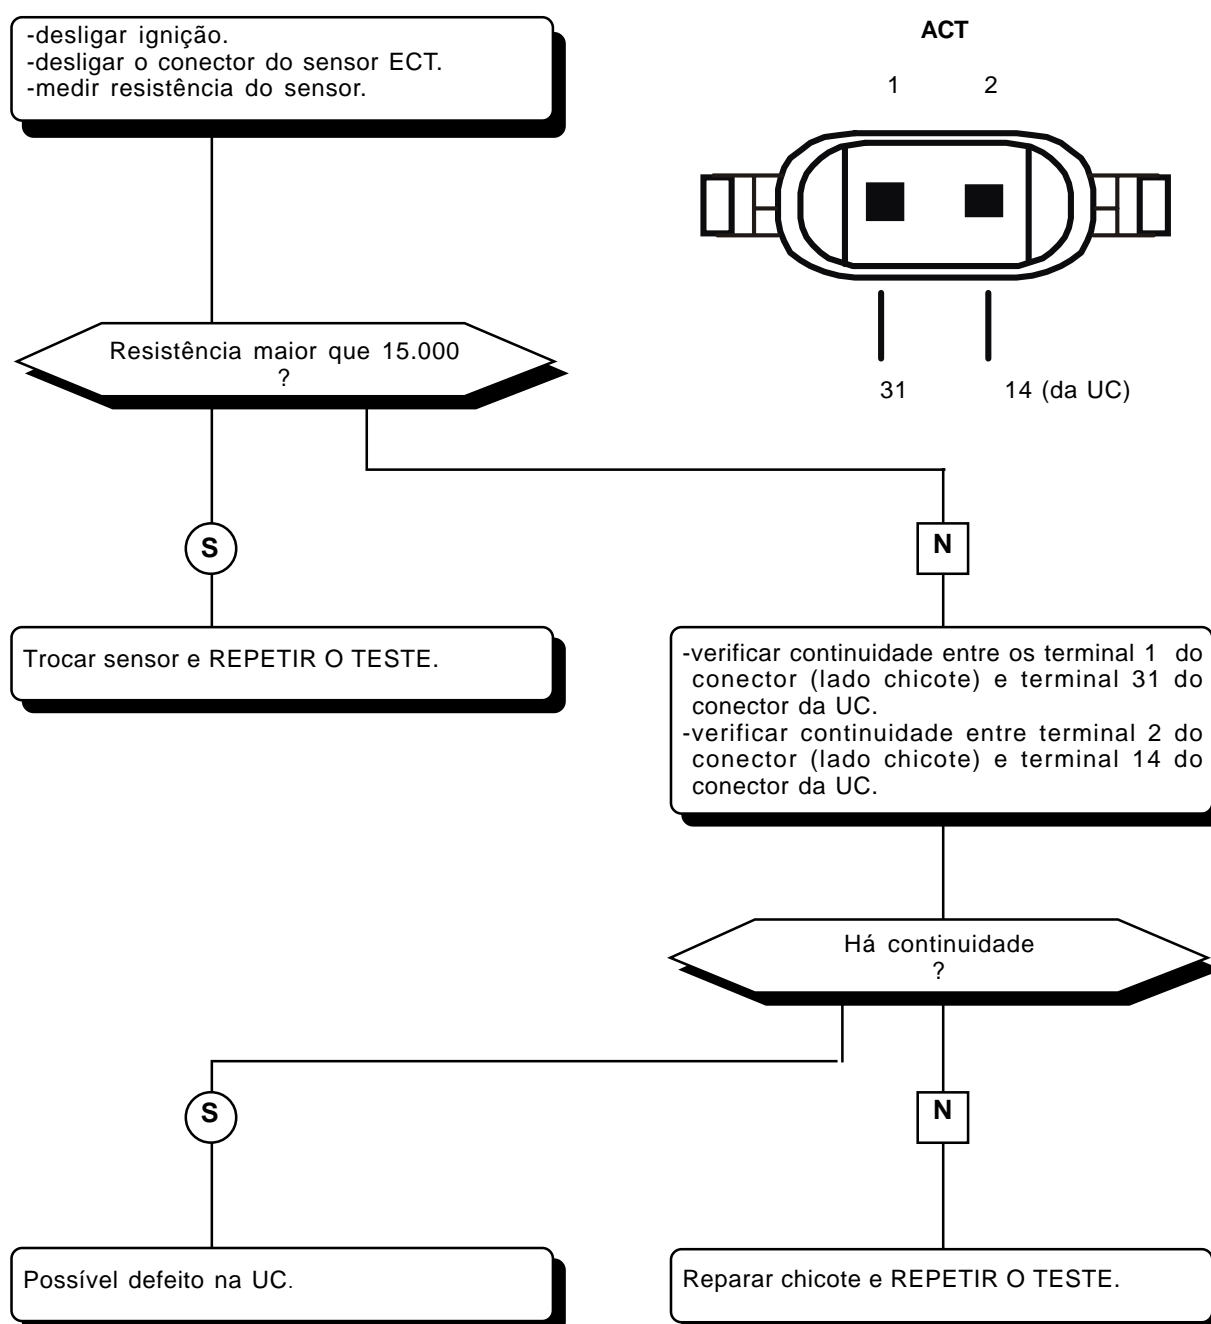 -desligar ignição.
-desligar o conector do sensor ECT.
-medir resistência do sensor.
ACT
1 2
31 14 (da UC)
Resistência maior que 15.000
?
S
N
Trocar sensor e REPETIR O TESTE.
-verificar continuidade entre os terminal 1 do
conector (lado chicote) e terminal 31 do
conector da UC.
-verificar continuidade entre terminal 2 do
conector (lado chicote) e terminal 14 do
conector da UC.
Há continuidade
?
S
N
Possível defeito na UC.
Reparar chicote e REPETIR O TESTE.